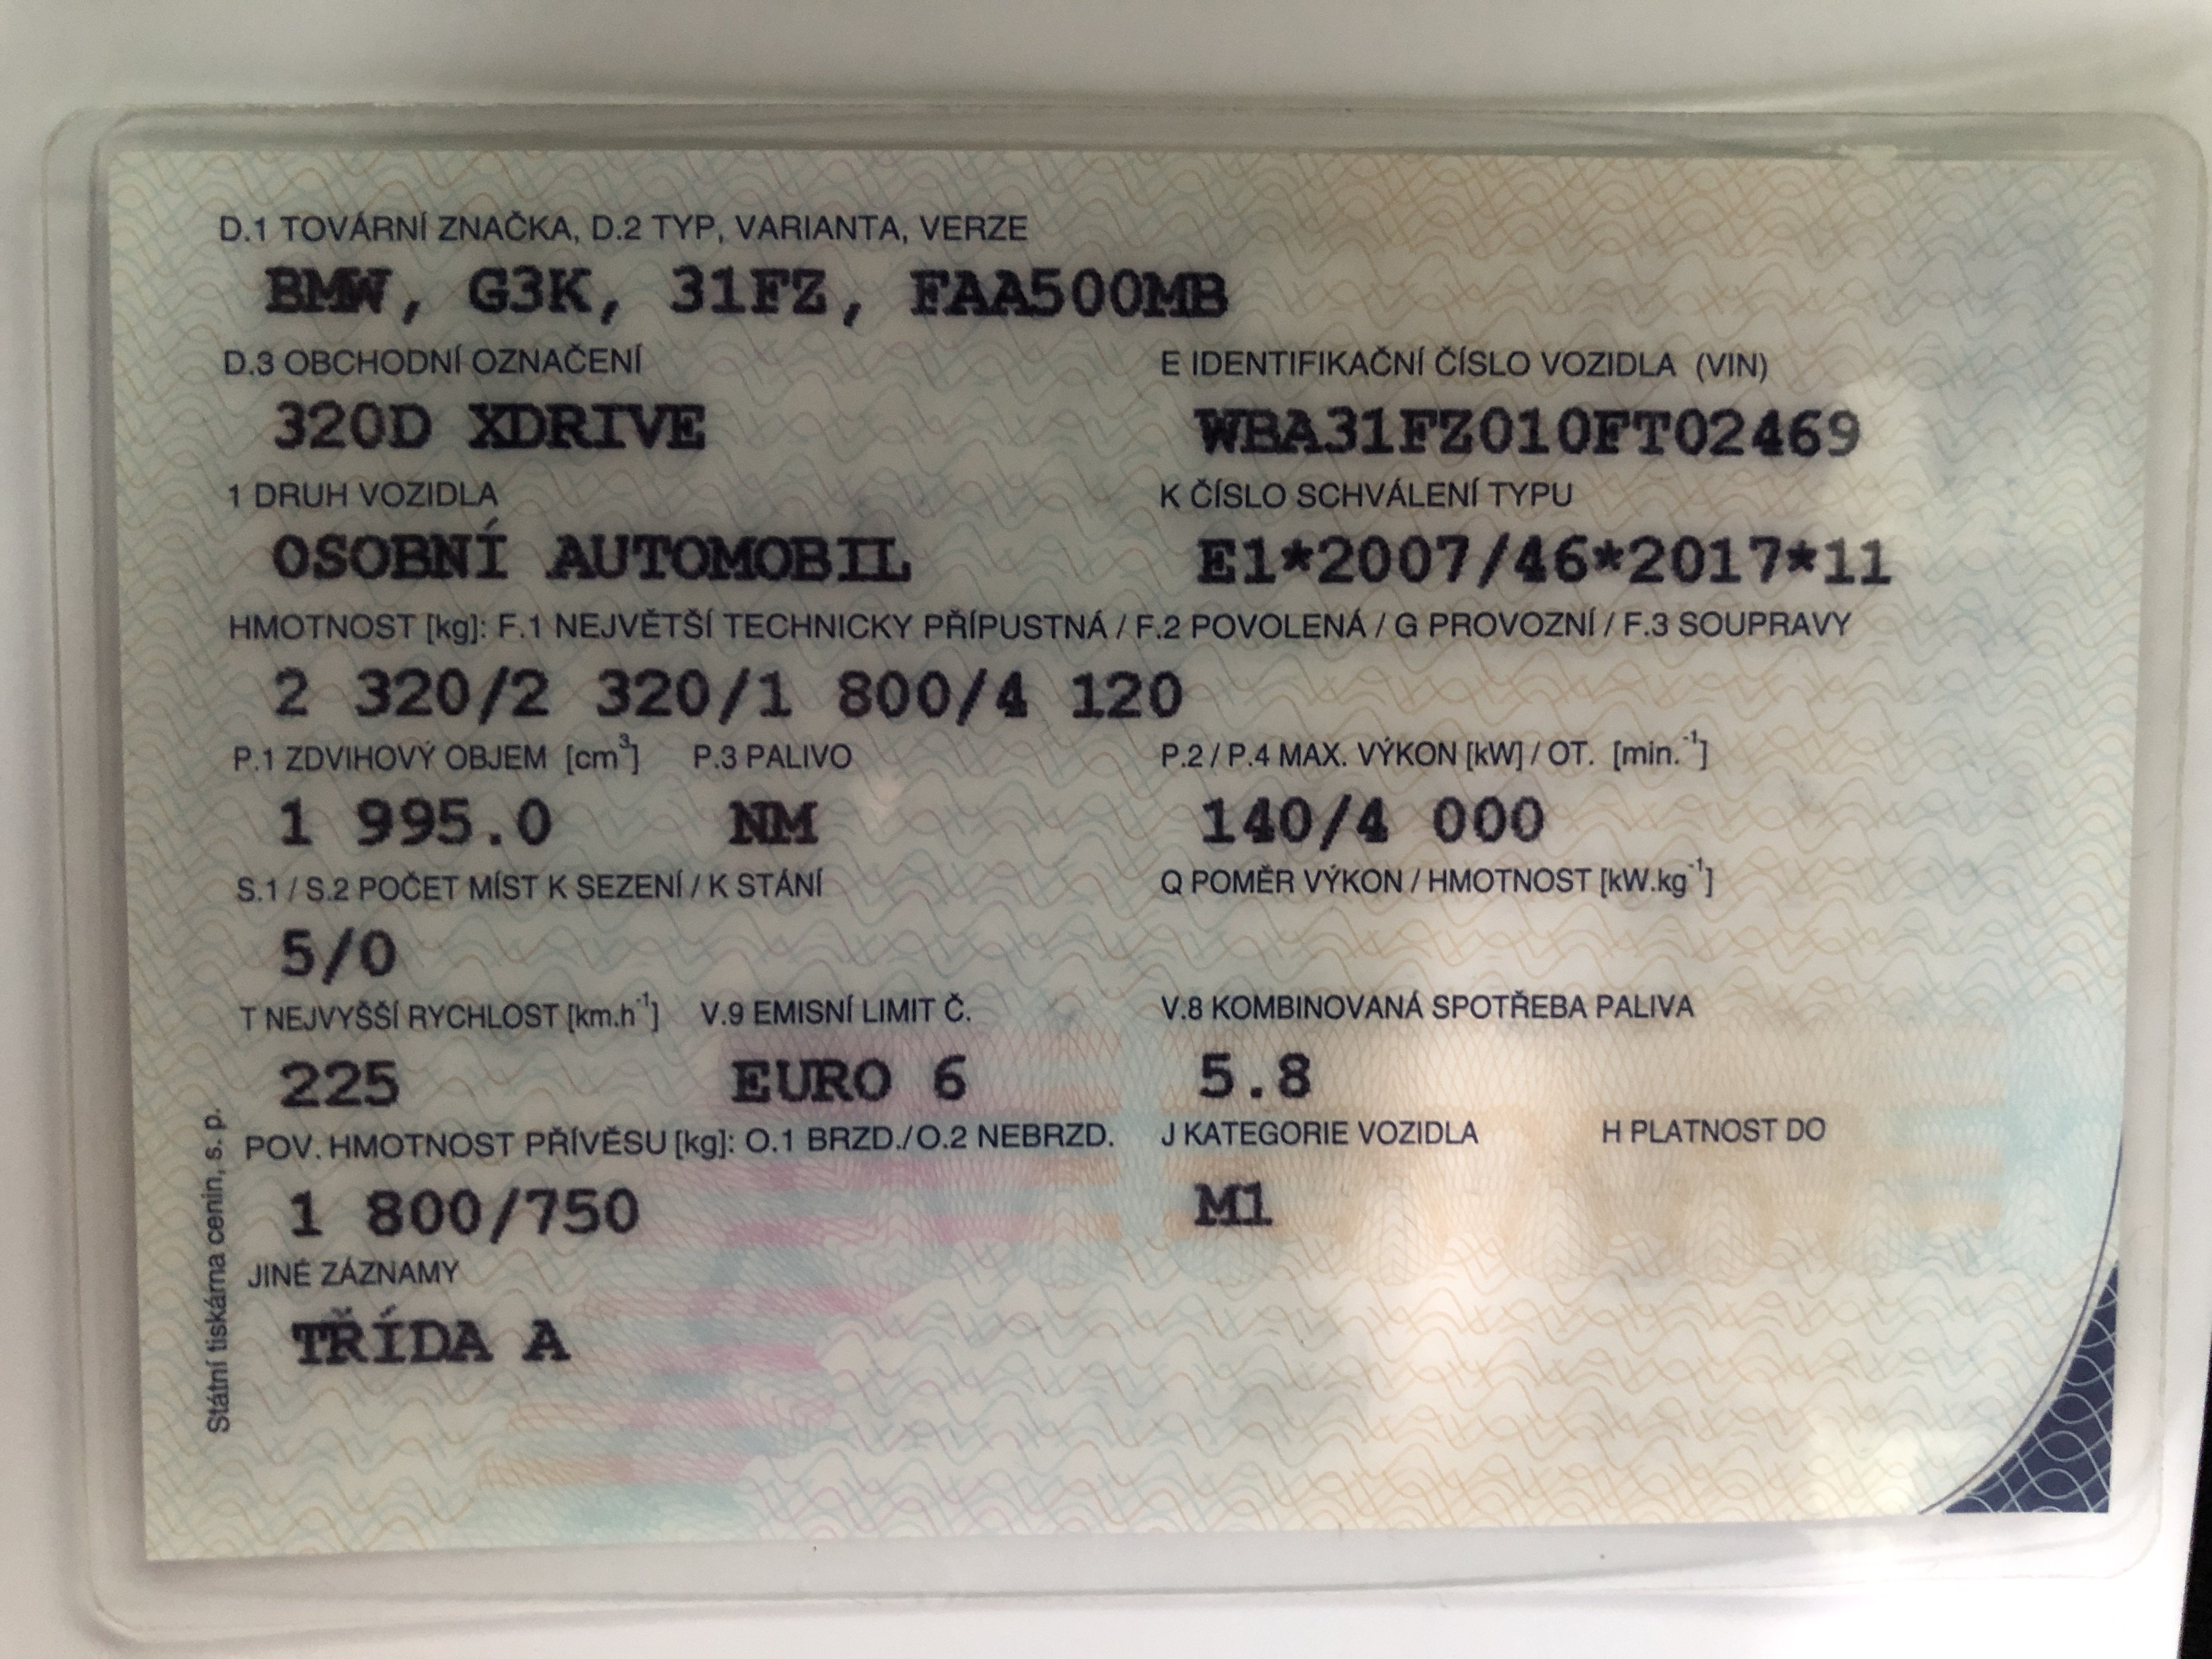 D.1 TOVÁRNÍ ZNAČKA, D.2 TYP, VARIANTA, VERZE
BMW, G3K, 31FZ, FAA500MB
D.3 OBCHODNÍ OZNAČENÍ E IDENTIFIKAČNÍ ČÍSLO VOZIDLA (VIN)
320D XDRIVE WBA31FZ010FT02469
1 DRUH VOZIDLA K ČÍSLO SCHVÁLENÍ TYPU
OSOBNÍ AUTOMOBIL E1*2007/46*2017*11
HMOTNOST [kg]: F.1 NEJVĚTŠÍ TECHNICKY PŘÍPUSTNÁ / F.2 POVOLENÁ / G PROVOZNÍ / F.3 SOUPRAVY
2 320/2 320/1 800/4 120
P.1 ZDVIHOVÝ OBJEM [cm³] P.3 PALIVO P.2 / P.4 MAX. VÝKON [kW] / OT. [min.⁻¹]
1 995.0 NM 140/4 000
S.1 / S.2 POČET MÍST K SEZENÍ / K STÁNÍ Q POMĚR VÝKON / HMOTNOST [kW.kg⁻¹]
5/0
T NEJVYŠŠÍ RYCHLOST [km.h⁻¹] V.9 EMISNÍ LIMIT Č. V.8 KOMBINOVANÁ SPOTŘEBA PALIVA
225 EURO 6 5.8
POV. HMOTNOST PŘÍVĚSU [kg]: O.1 BRZD./O.2 NEBRZD. J KATEGORIE VOZIDLA H PLATNOST DO
1 800/750 M1
JINÉ ZÁZNAMY
TŘÍDA A
Státní tiskárna cenin, s. p.